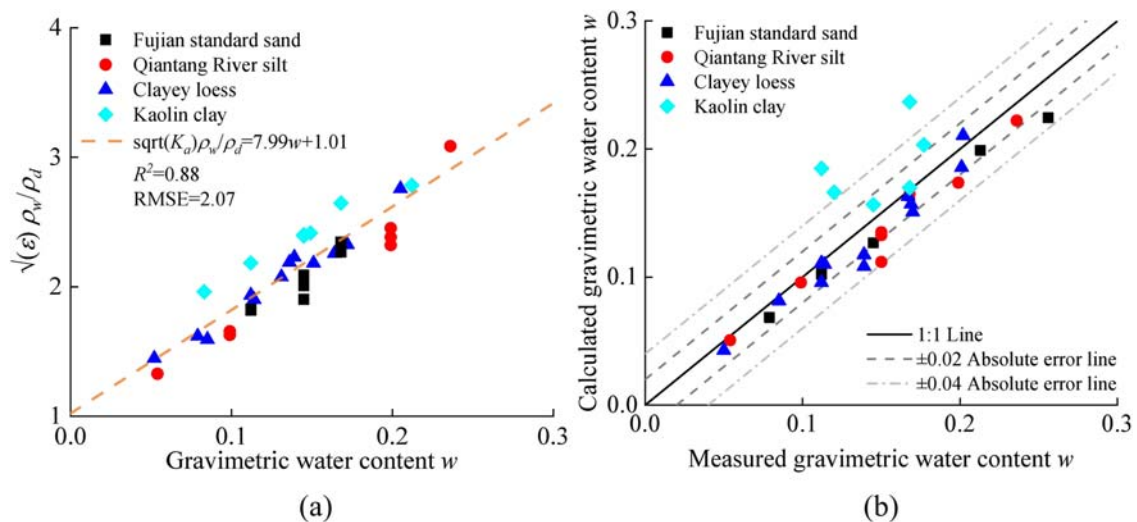 √(ε) ρw/ρd
5
4
3
2
1
Fujian standard sand
Qiantang River silt
Clayey loess
Kaolin clay
sqrt(Ka)ρw/ρd=7.99w+1.01
R²=0.88
RMSE=2.07
0.0 0.1 0.2 0.3
Gravimetric water content w
(a)
Calculated gravimetric water content w
0.3
0.2
0.1
0.0
Fujian standard sand
Qiantang River silt
Clayey loess
Kaolin clay
1:1 Line
±0.02 Absolute error line
±0.04 Absolute error line
0.0 0.1 0.2 0.3
Measured gravimetric water content w
(b)